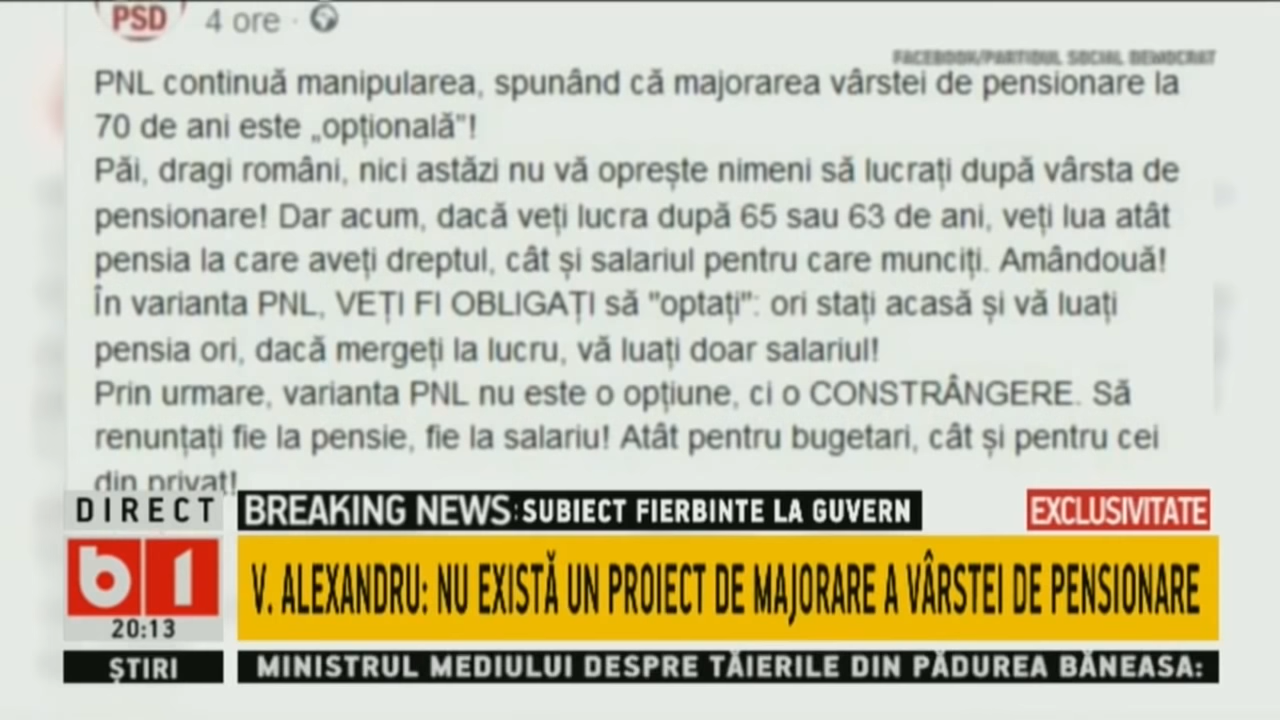 PSD 4 ore ·
FACEBOOK/PARTIDUL SOCIAL DEMOCRAT
PNL continuă manipularea, spunând că majorarea vârstei de pensionare la
70 de ani este „opțională"!
Păi, dragi români, nici astăzi nu vă oprește nimeni să lucrați după vârsta de
pensionare! Dar acum, dacă veți lucra după 65 sau 63 de ani, veți lua atât
pensia la care aveți dreptul, cât și salariul pentru care munciți. Amândouă!
În varianta PNL, VEȚI FI OBLIGAȚI să "optați": ori stați acasă și vă luați
pensia ori, dacă mergeți la lucru, vă luați doar salariul!
Prin urmare, varianta PNL nu este o opțiune, ci o CONSTRÂNGERE. Să
renunțați fie la pensie, fie la salariu! Atât pentru bugetari, cât și pentru cei
din privat!
DIRECT
BREAKING NEWS: SUBIECT FIERBINTE LA GUVERN
EXCLUSIVITATE
b1
V. ALEXANDRU: NU EXISTĂ UN PROIECT DE MAJORARE A VÂRSTEI DE PENSIONARE
20:13
ȘTIRI
MINISTRUL MEDIULUI DESPRE TĂIERILE DIN PĂDUREA BĂNEASA: